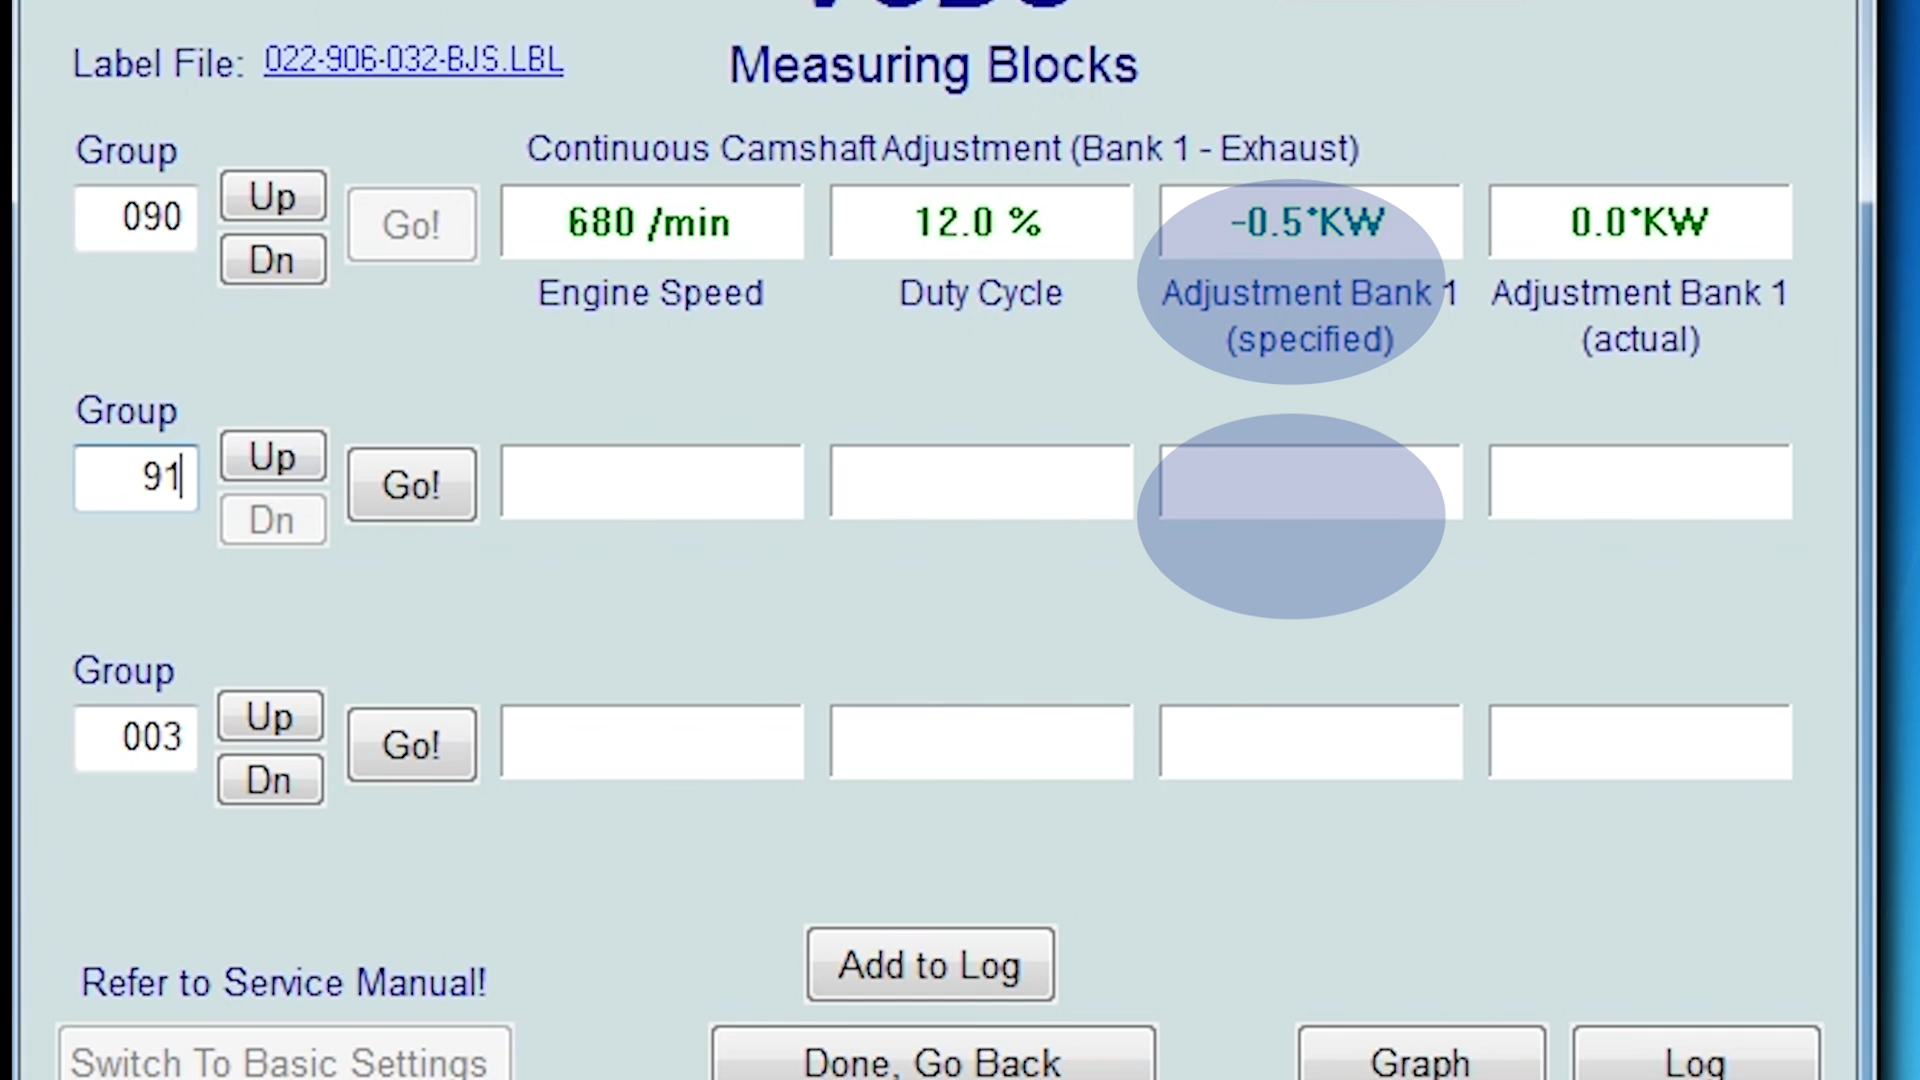 Label File: 022-906-032-BJS.LBL
Measuring Blocks
Group
Continuous Camshaft Adjustment (Bank 1 - Exhaust)
090
Up
Dn
Go!
680 /min
12.0 %
-0.5°KW
0.0°KW
Engine Speed
Duty Cycle
Adjustment Bank 1
(specified)
Adjustment Bank 1
(actual)
Group
91
Up
Dn
Go!
Group
003
Up
Dn
Go!
Refer to Service Manual!
Add to Log
Switch To Basic Settings
Done, Go Back
Graph
Log